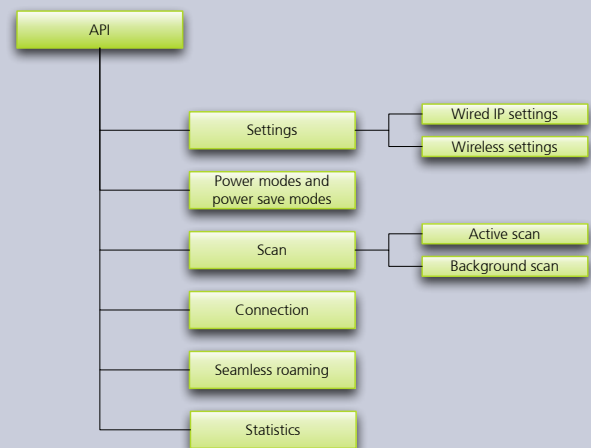 API
Settings
Wired IP settings
Wireless settings
Power modes and
power save modes
Scan
Active scan
Background scan
Connection
Seamless roaming
Statistics